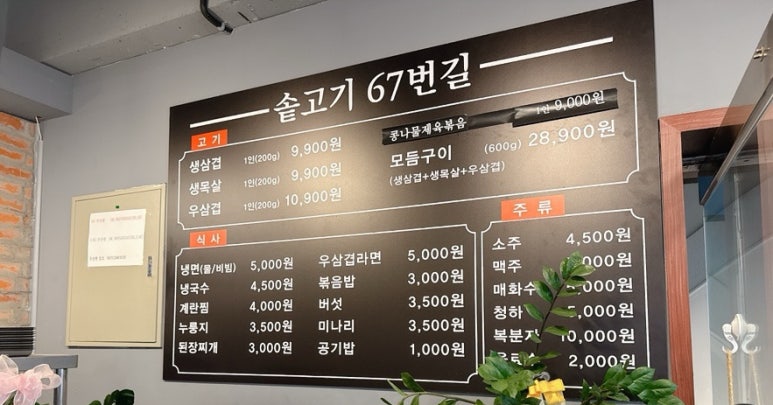 솥고기 67번길
고기
생삼겹 1인(200g) 9,900원
생목살 1인(200g) 9,900원
우삼겹 1인(200g) 10,900원
콩나물제육볶음 1인 9,000원
모듬구이 (600g) 28,900원
(생삼겹+생목살+우삼겹)
식사
냉면(물/비빔) 5,000원
냉국수 4,500원
계란찜 4,000원
누룽지 3,500원
된장찌개 3,000원
우삼겹라면 5,000원
볶음밥 3,000원
버섯 3,500원
미나리 3,500원
공기밥 1,000원
주류
소주 4,500원
맥주
매화수
청하
복분자
2,000원